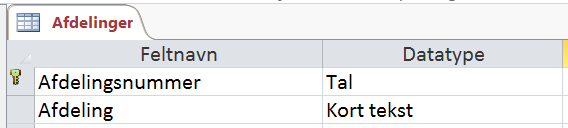 Afdelinger
Feltnavn Datatype
Afdelingsnummer Tal
Afdeling Kort tekst